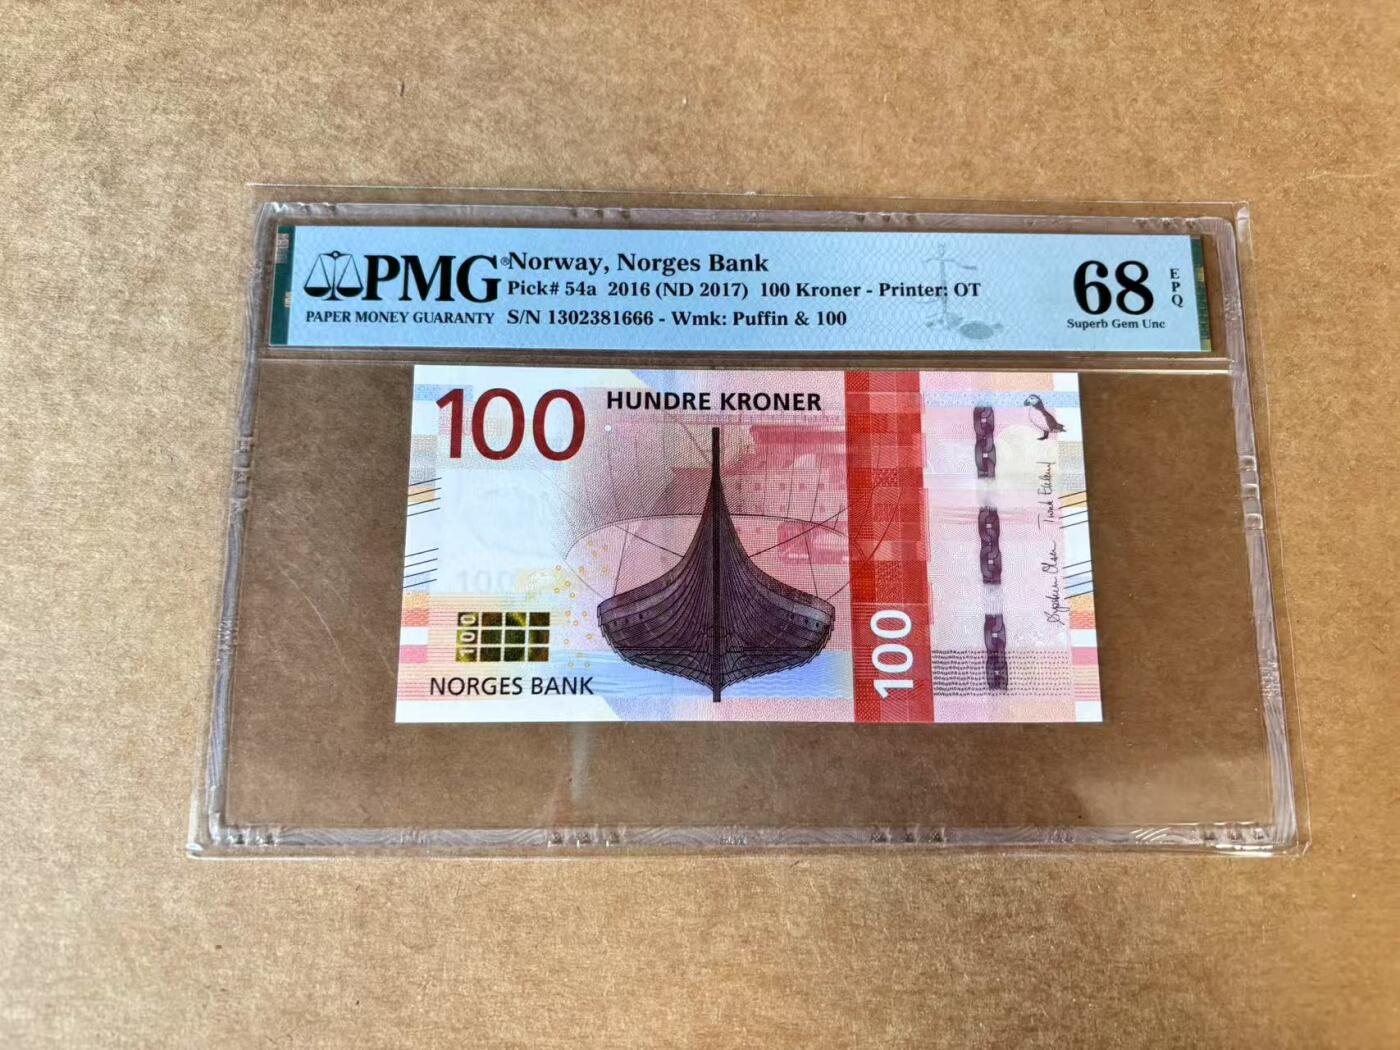 PMG®
PAPER MONEY GUARANTY
Norway, Norges Bank
Pick# 54a 2016 (ND 2017) 100 Kroner - Printer: OT
S/N 1302381666 - Wmk: Puffin & 100
68
EPQ
Superb Gem Unc
100
HUNDRE KRONER
100
100
NORGES BANK
100